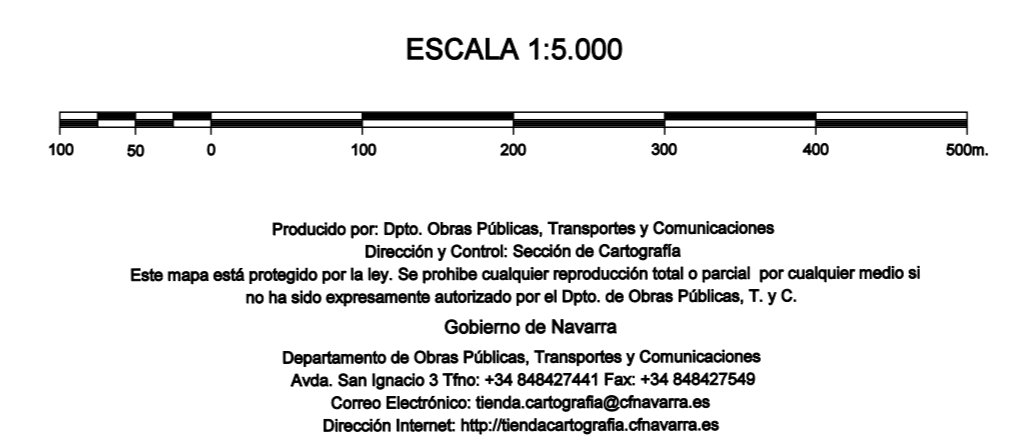 ESCALA 1:5.000
100 50 0 100 200 300 400 500m.
Producido por: Dpto. Obras Públicas, Transportes y Comunicaciones
Dirección y Control: Sección de Cartografía
Este mapa está protegido por la ley. Se prohibe cualquier reproducción total o parcial por cualquier medio si
no ha sido expresamente autorizado por el Dpto. de Obras Públicas, T. y C.
Gobierno de Navarra
Departamento de Obras Públicas, Transportes y Comunicaciones
Avda. San Ignacio 3 Tfno: +34 848427441 Fax: +34 848427549
Correo Electrónico: tienda.cartografia@cfnavarra.es
Dirección Internet: http://tiendacartografia.cfnavarra.es